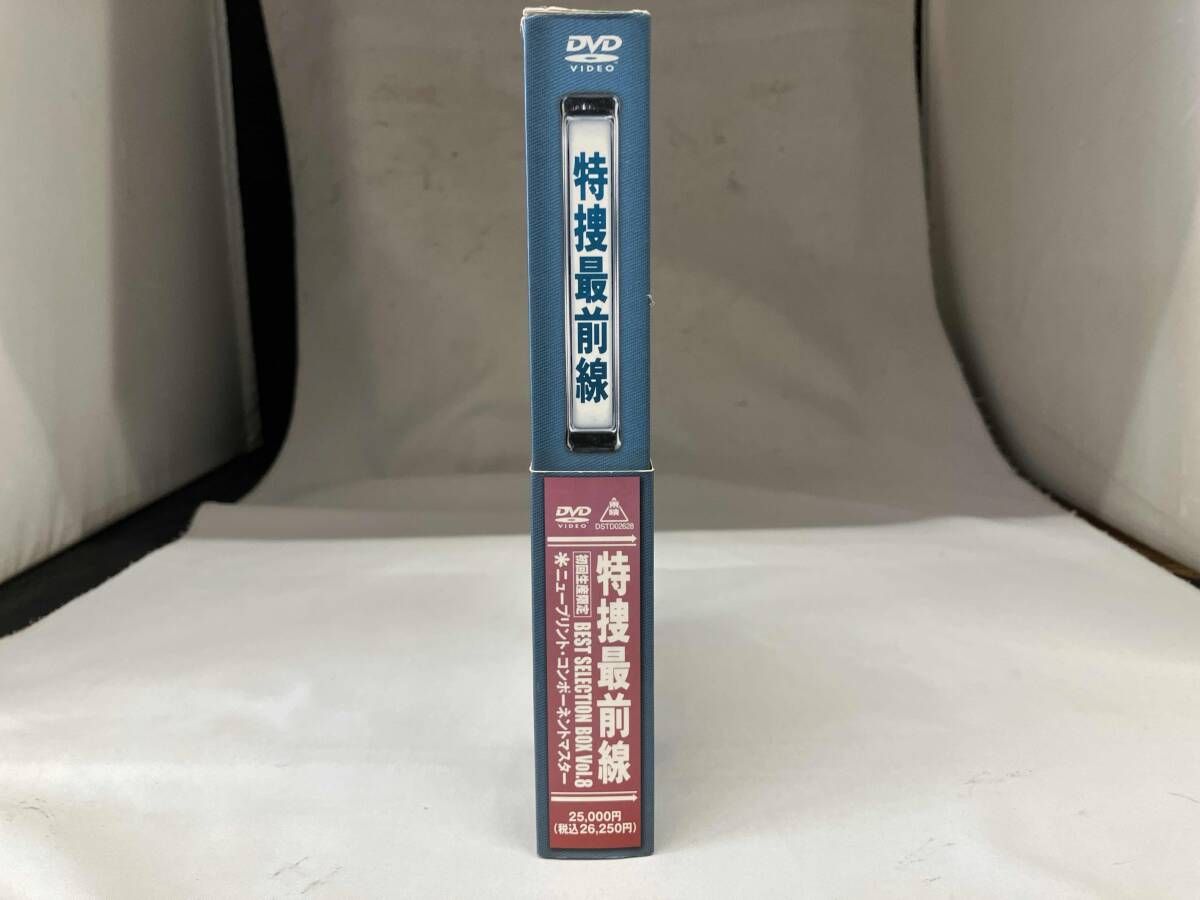 DVD
VIDEO
特捜最前線
DVD
VIDEO
東映
DSTD02628
特捜最前線
初回生産限定 BEST SELECTION BOX Vol.8
＊ニュープリント・コンポーネントマスター
25,000円
(税込26,250円)